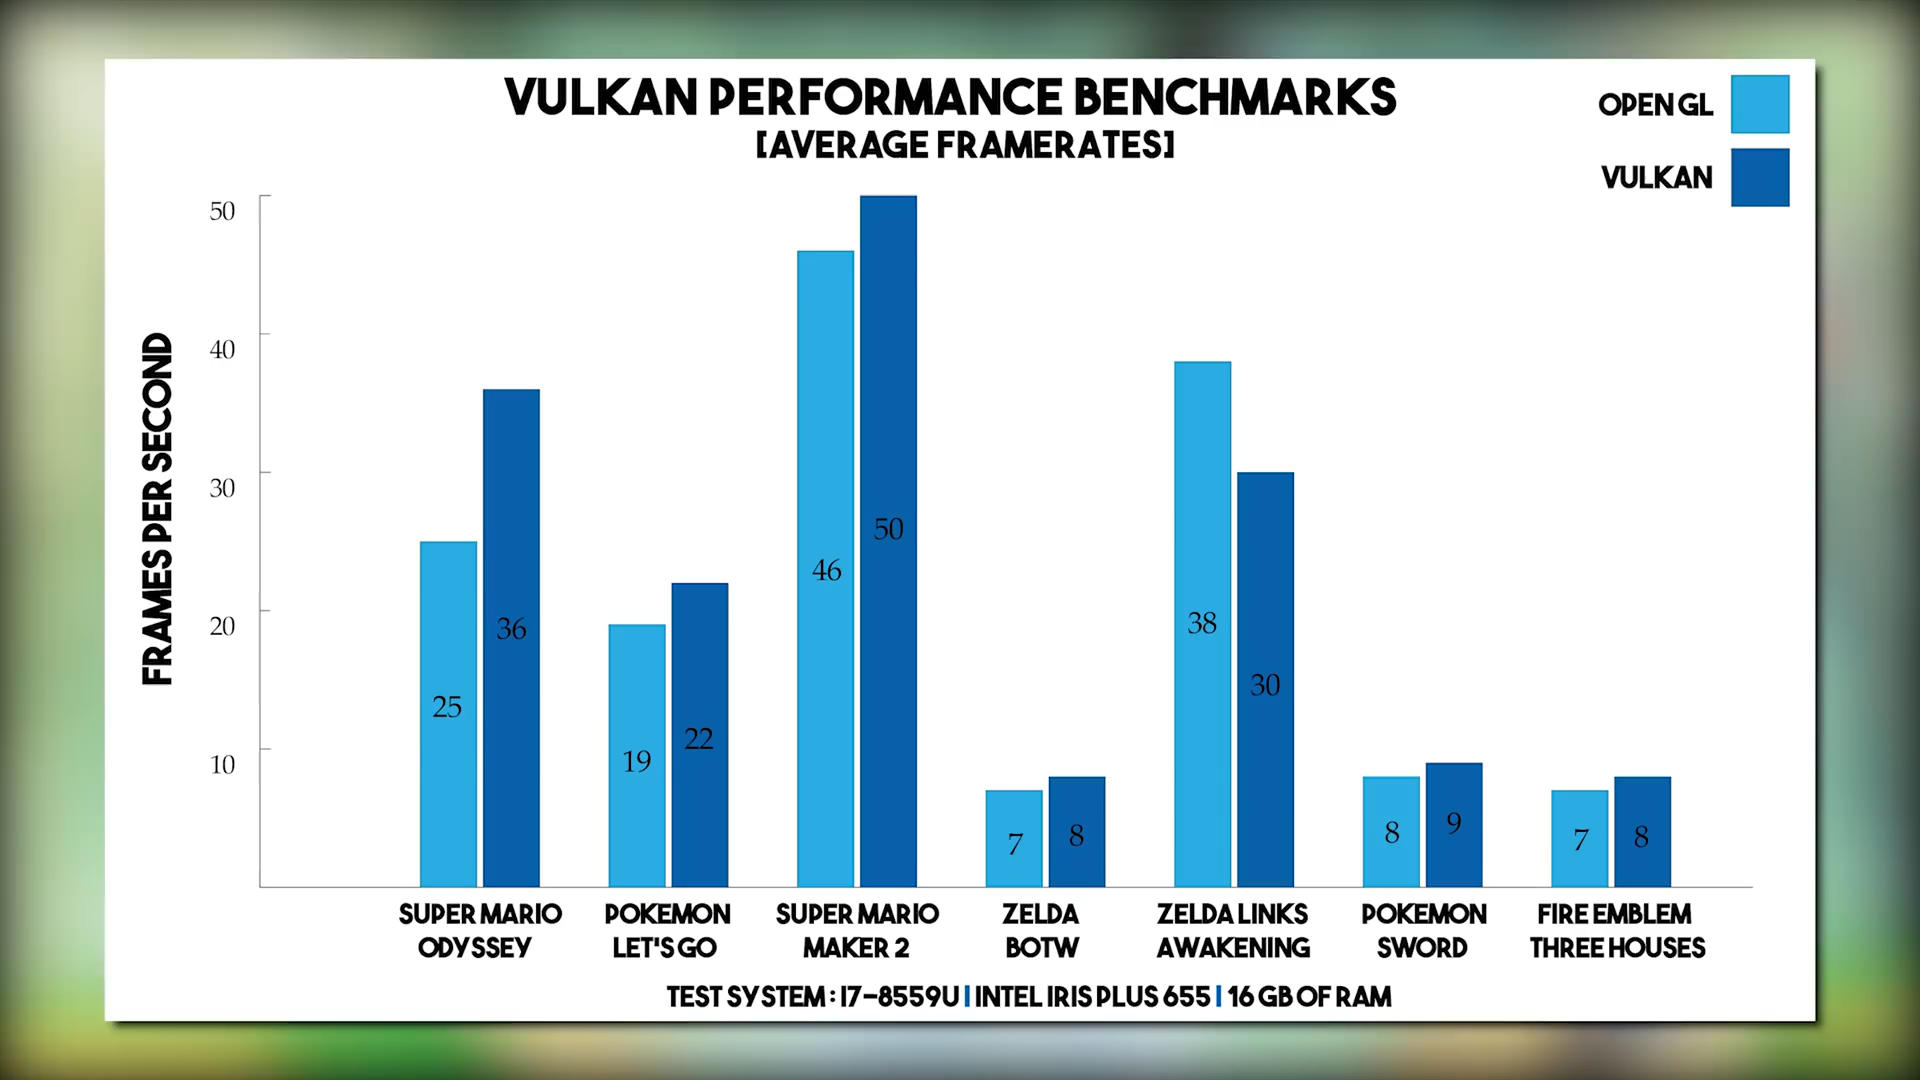 VULKAN PERFORMANCE BENCHMARKS
[AVERAGE FRAMERATES]
OPEN GL
VULKAN
FRAMES PER SECOND
50
40
30
20
10
25
36
19
22
46
50
7
8
38
30
8
9
7
8
SUPER MARIO
ODYSSEY
POKEMON
LET'S GO
SUPER MARIO
MAKER 2
ZELDA
BOTW
ZELDA LINKS
AWAKENING
POKEMON
SWORD
FIRE EMBLEM
THREE HOUSES
TEST SYSTEM : I7-8559U | INTEL IRIS PLUS 655 | 16 GB OF RAM